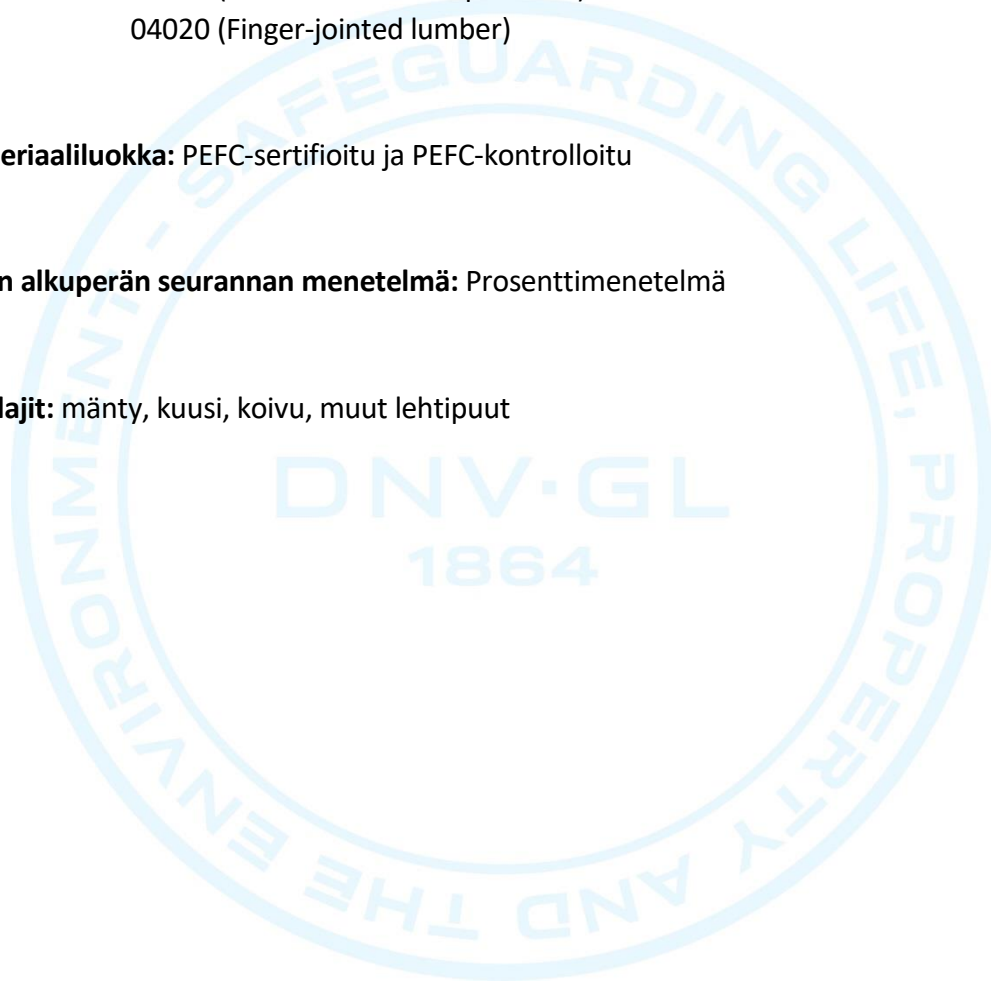 04020 (Finger-jointed lumber)
eriaaliluokka: PEFC-sertifioitu ja PEFC-kontrolloitu
n alkuperän seurannan menetelmä: Prosenttimenetelmä
lajit: mänty, kuusi, koivu, muut lehtipuut
SAFEGUARDING LIFE, PROPERTY AND THE ENVIRONMENT -
DNV·GL
1864